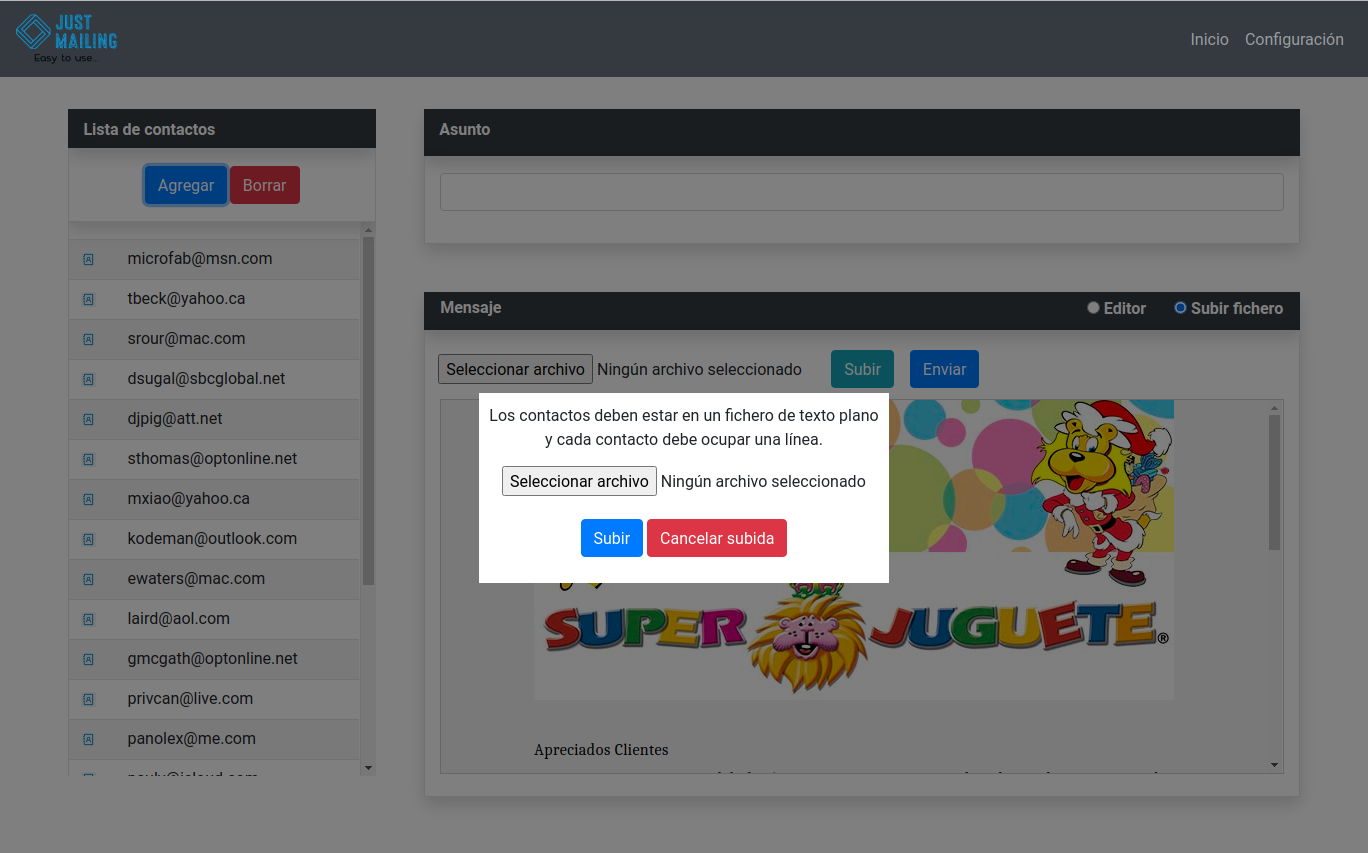 JUST
MAILING
Easy to use...
Inicio Configuración
Lista de contactos
Agregar Borrar
microfab@msn.com
tbeck@yahoo.ca
srour@mac.com
dsugal@sbcglobal.net
djpig@att.net
sthomas@optonline.net
mxiao@yahoo.ca
kodeman@outlook.com
ewaters@mac.com
laird@aol.com
gmcgath@optonline.net
privcan@live.com
panolex@me.com
Asunto
Mensaje
Editor Subir fichero
Seleccionar archivo Ningún archivo seleccionado Subir Enviar
Los contactos deben estar en un fichero de texto plano
y cada contacto debe ocupar una línea.
Seleccionar archivo Ningún archivo seleccionado
Subir Cancelar subida
SUPER JUGUETE®
Apreciados Clientes